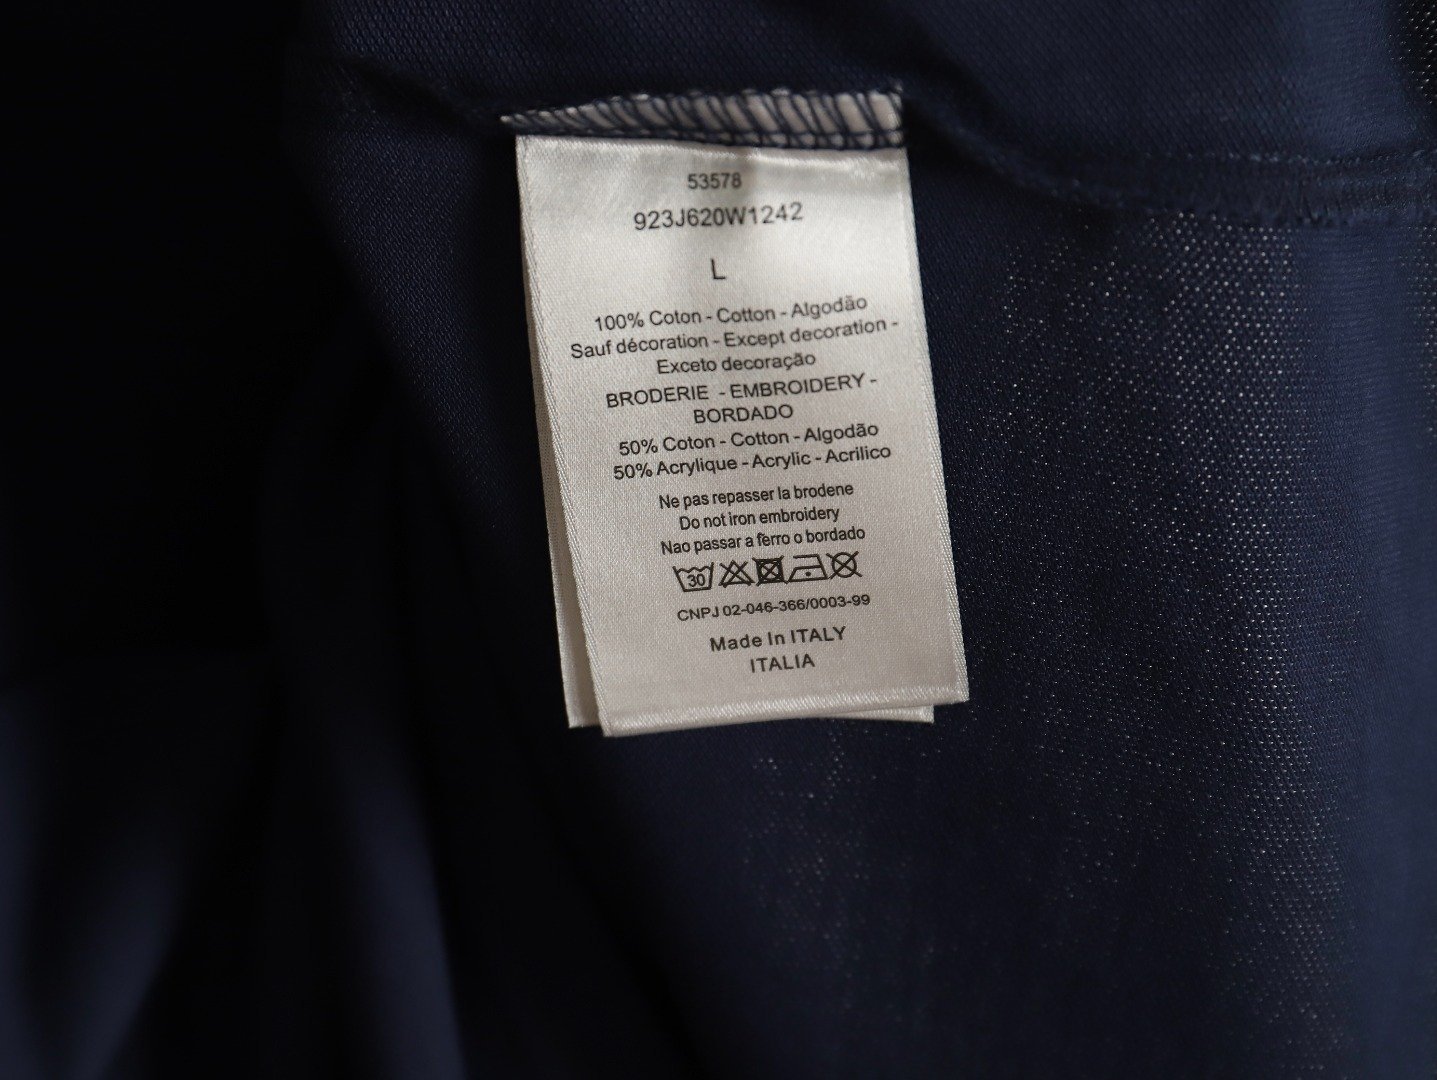 53578
923J620W1242
L
100% Coton - Cotton - Algodão
Sauf décoration - Except decoration -
Exceto decoração
BRODERIE - EMBROIDERY -
BORDADO
50% Coton - Cotton - Algodão
50% Acrylique - Acrylic - Acrilico
Ne pas repasser la brodene
Do not iron embroidery
Nao passar a ferro o bordado
30
CNPJ 02-046-366/0003-99
Made In ITALY
ITALIA